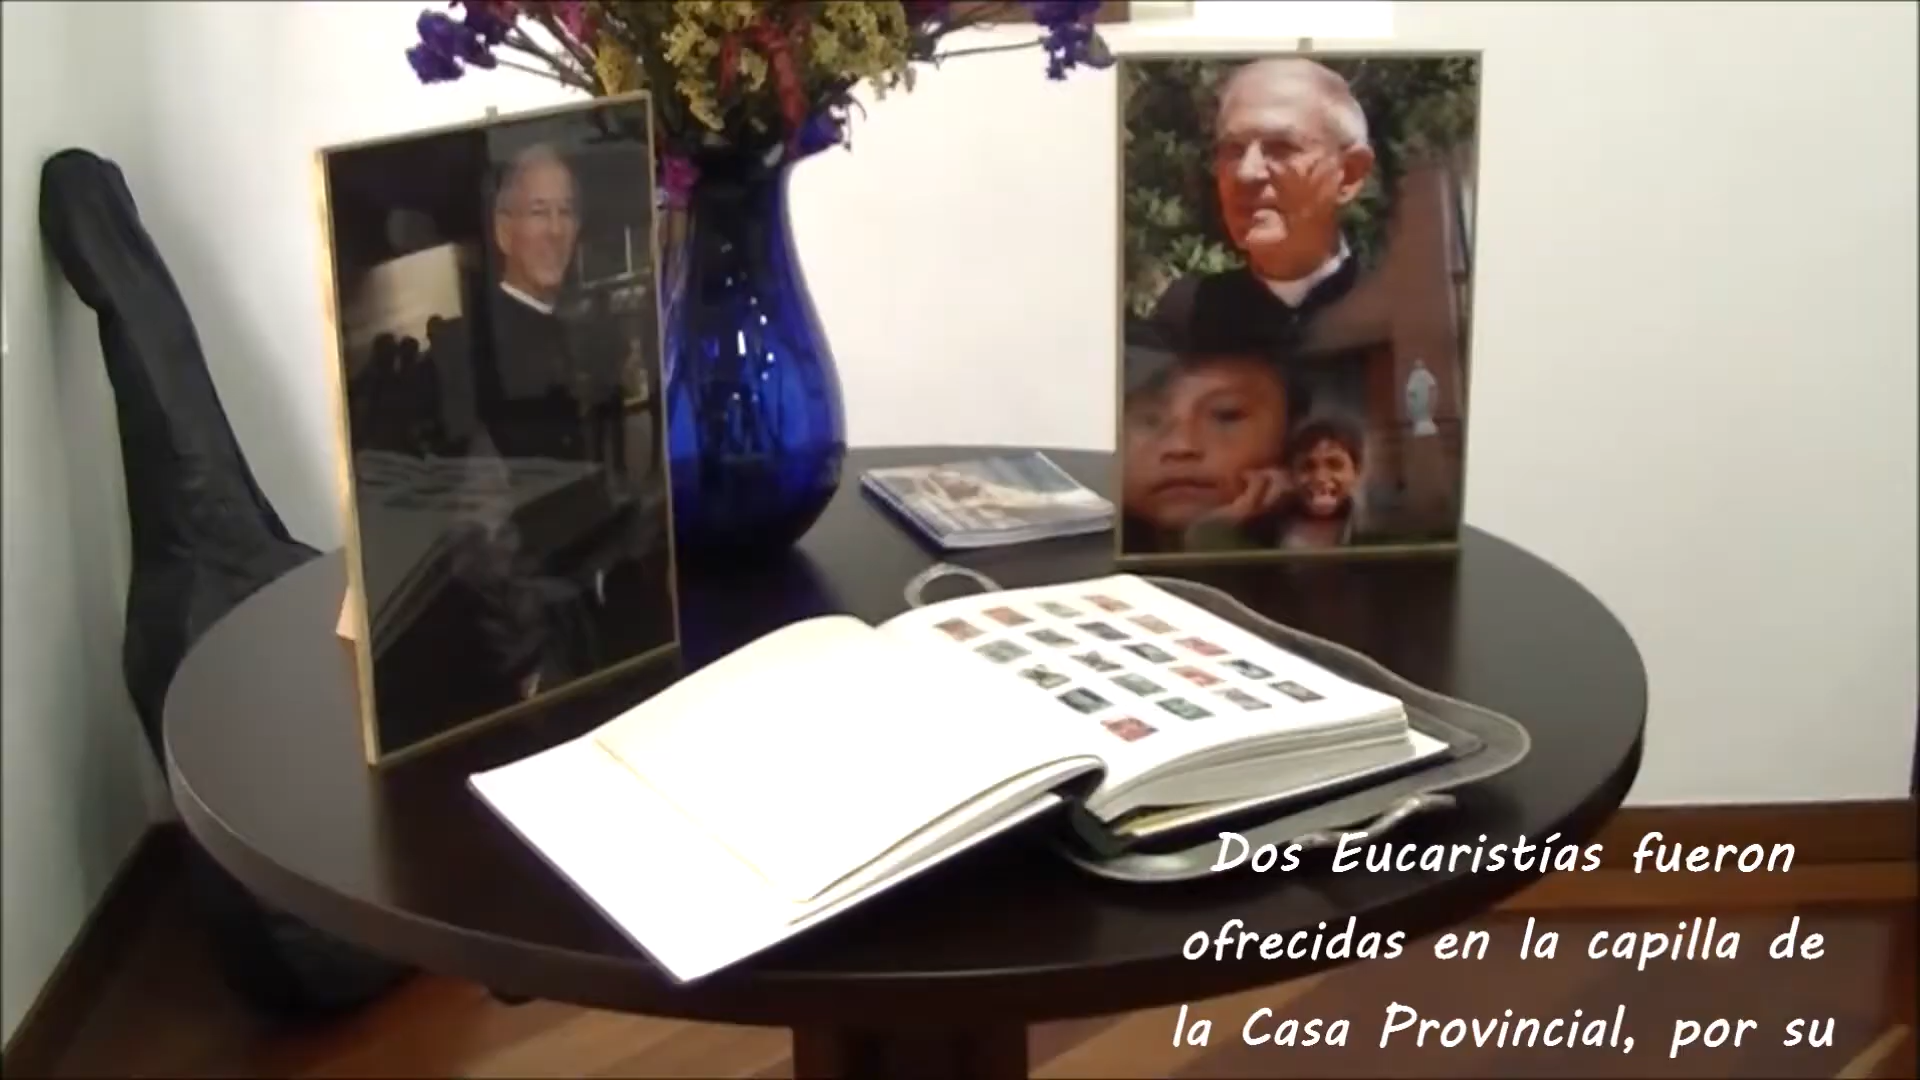 Dos Eucaristías fueron
ofrecidas en la capilla de
la Casa Provincial, por su